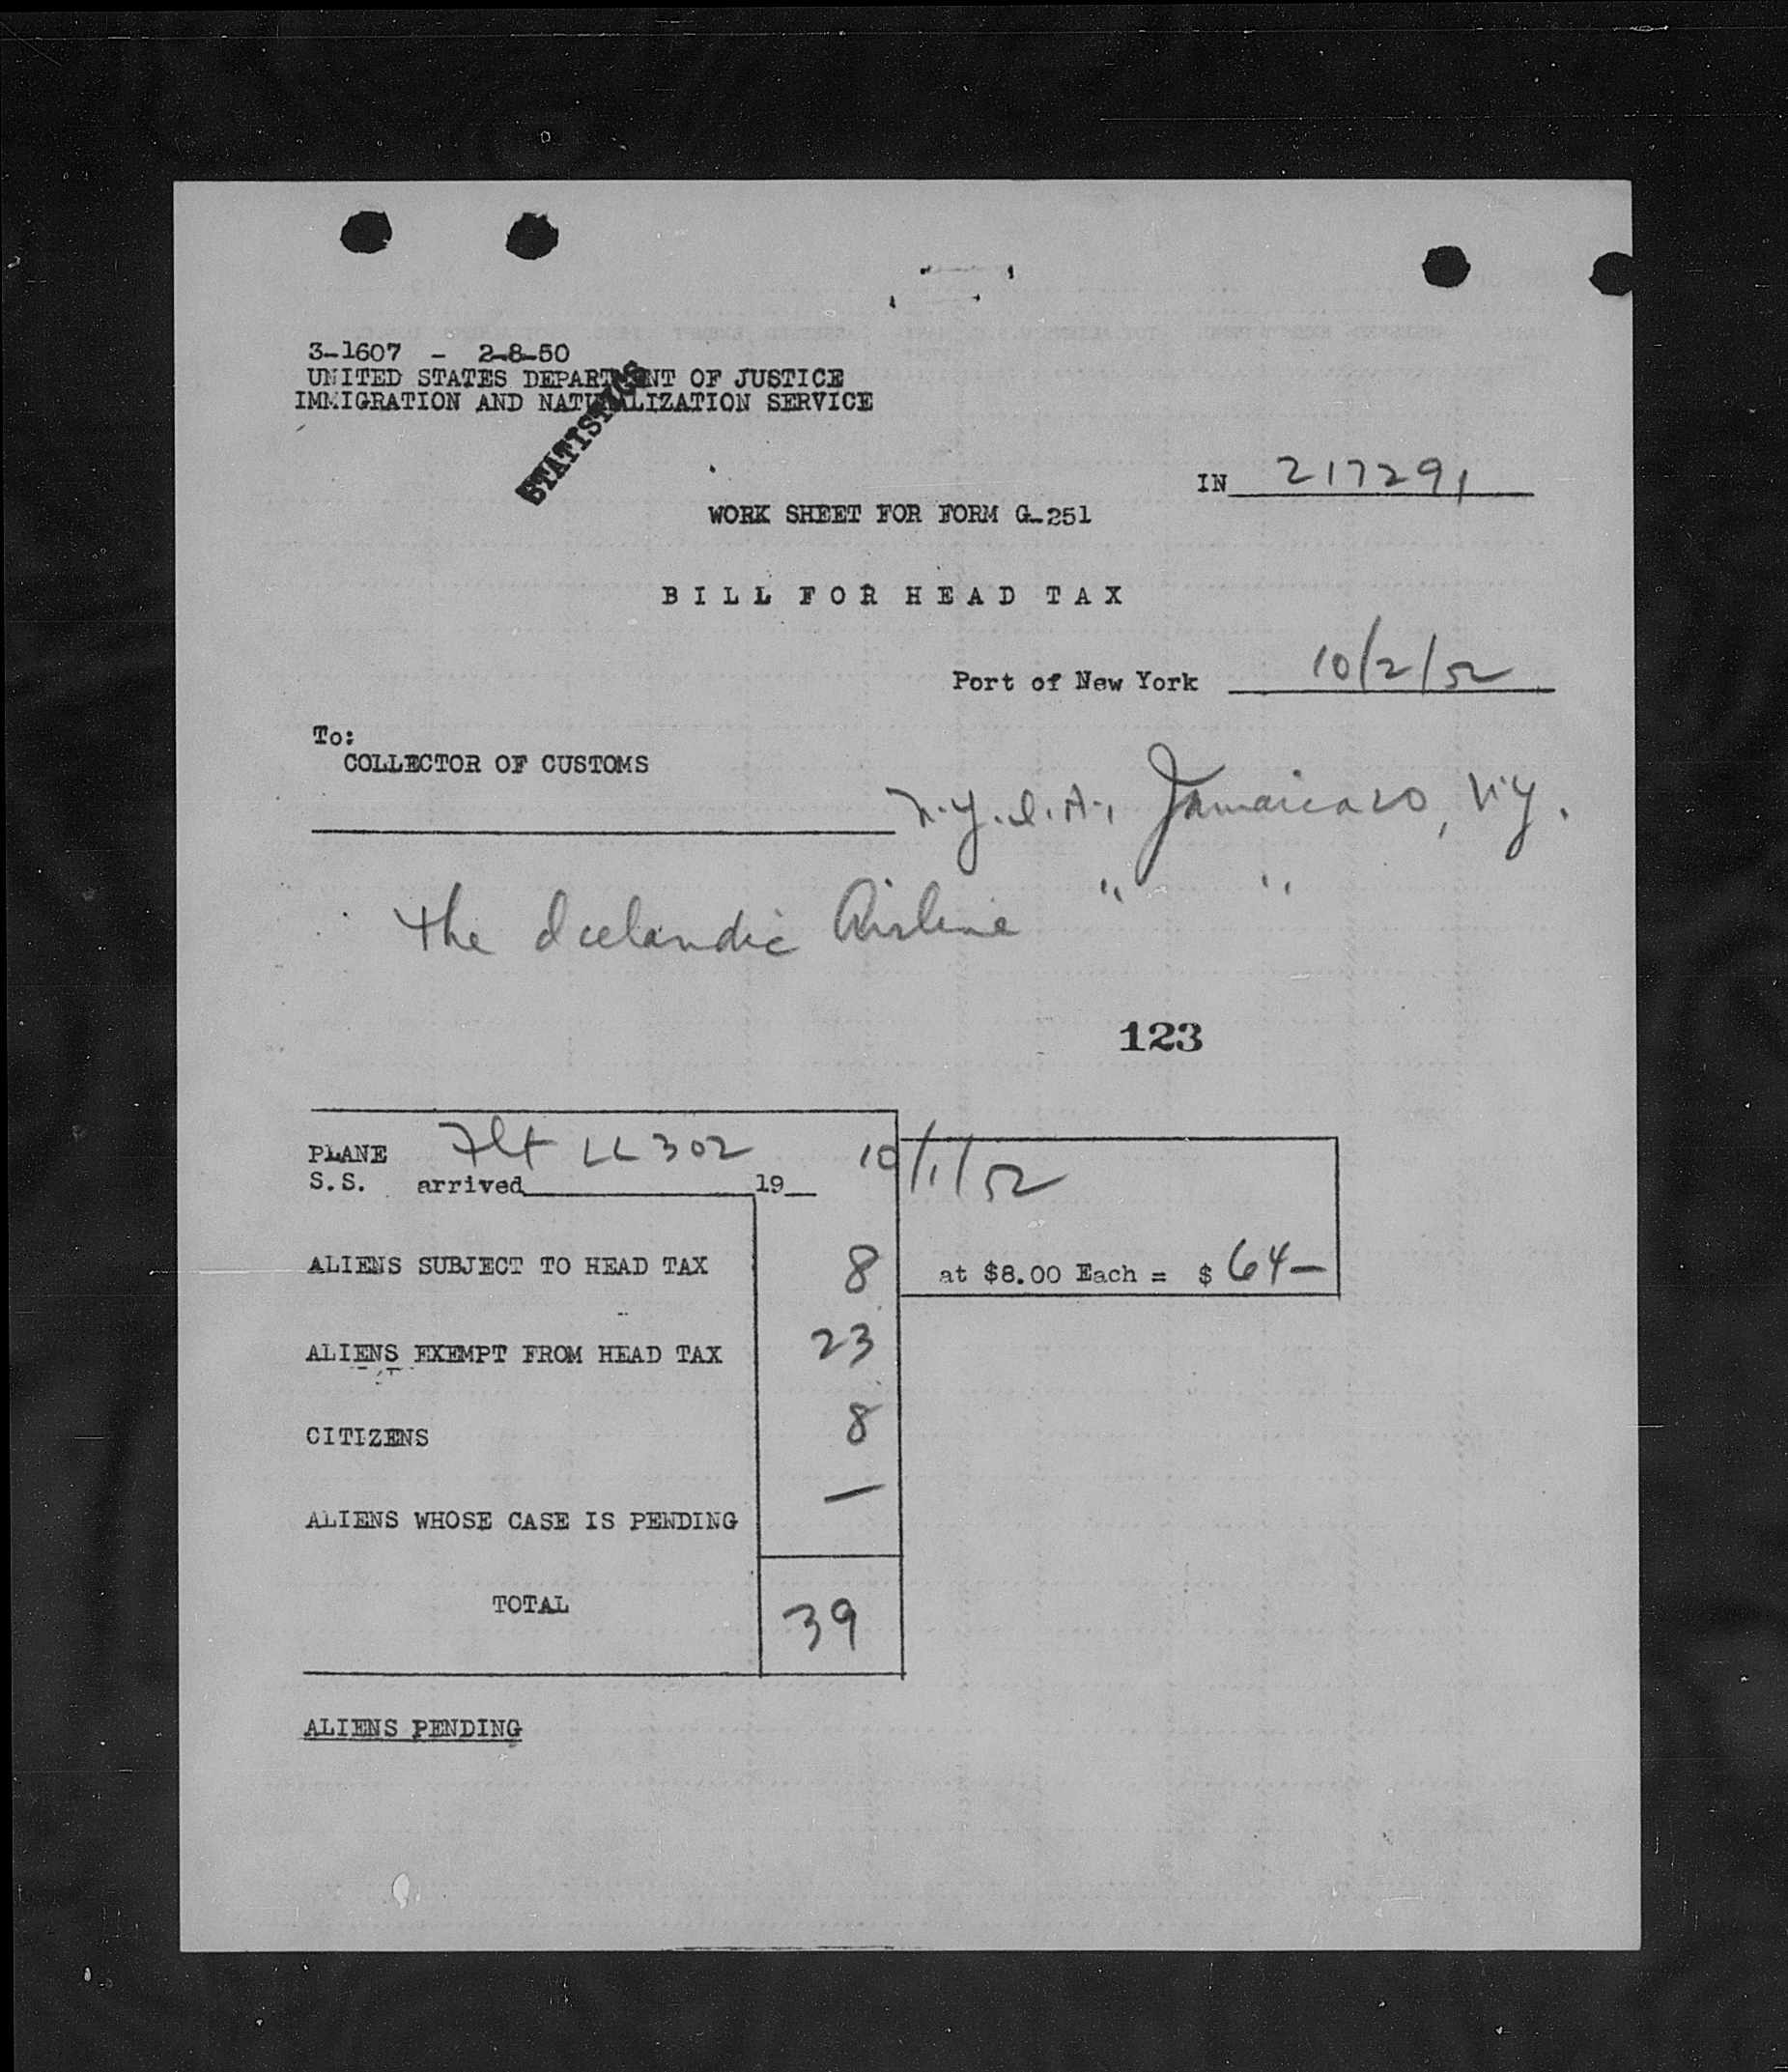 3-1607 - 2-8-50
UNITED STATES DEPARTMENT OF JUSTICE
IMMIGRATION AND NATURALIZATION SERVICE
STATISTICS
IN 217291
WORK SHEET FOR FORM G-251
BILL FOR HEAD TAX
Port of New York 10/2/52
To:
COLLECTOR OF CUSTOMS
N.Y.I.A., Jamaica 20, N.Y.
The Icelandic Airline " "
123
PLANE Flt LL 302 10/1/52
S.S. arrived 19
ALIENS SUBJECT TO HEAD TAX 8 at $8.00 Each = $ 64—
ALIENS EXEMPT FROM HEAD TAX 23
CITIZENS 8
ALIENS WHOSE CASE IS PENDING —
TOTAL 39
ALIENS PENDING